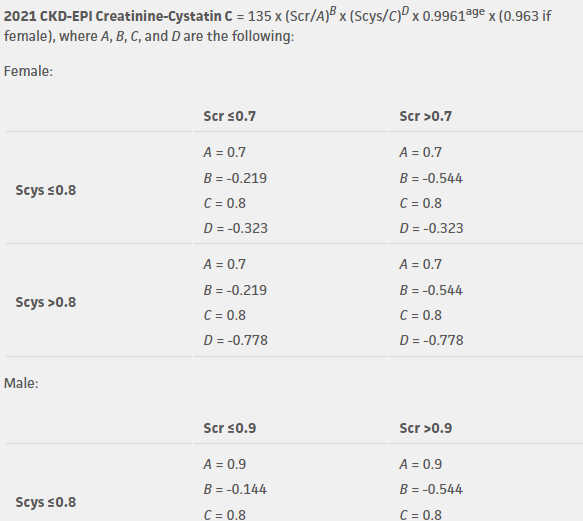 2021 CKD-EPI Creatinine-Cystatin C = 135 x (Scr/A)ᴮ x (Scys/C)ᴰ x 0.9961ᵃᵍᵉ x (0.963 if
female), where A, B, C, and D are the following:
Female:
Scr ≤0.7 Scr >0.7
Scys ≤0.8
A = 0.7 A = 0.7
B = -0.219 B = -0.544
C = 0.8 C = 0.8
D = -0.323 D = -0.323
Scys >0.8
A = 0.7 A = 0.7
B = -0.219 B = -0.544
C = 0.8 C = 0.8
D = -0.778 D = -0.778
Male:
Scr ≤0.9 Scr >0.9
Scys ≤0.8
A = 0.9 A = 0.9
B = -0.144 B = -0.544
C = 0.8 C = 0.8